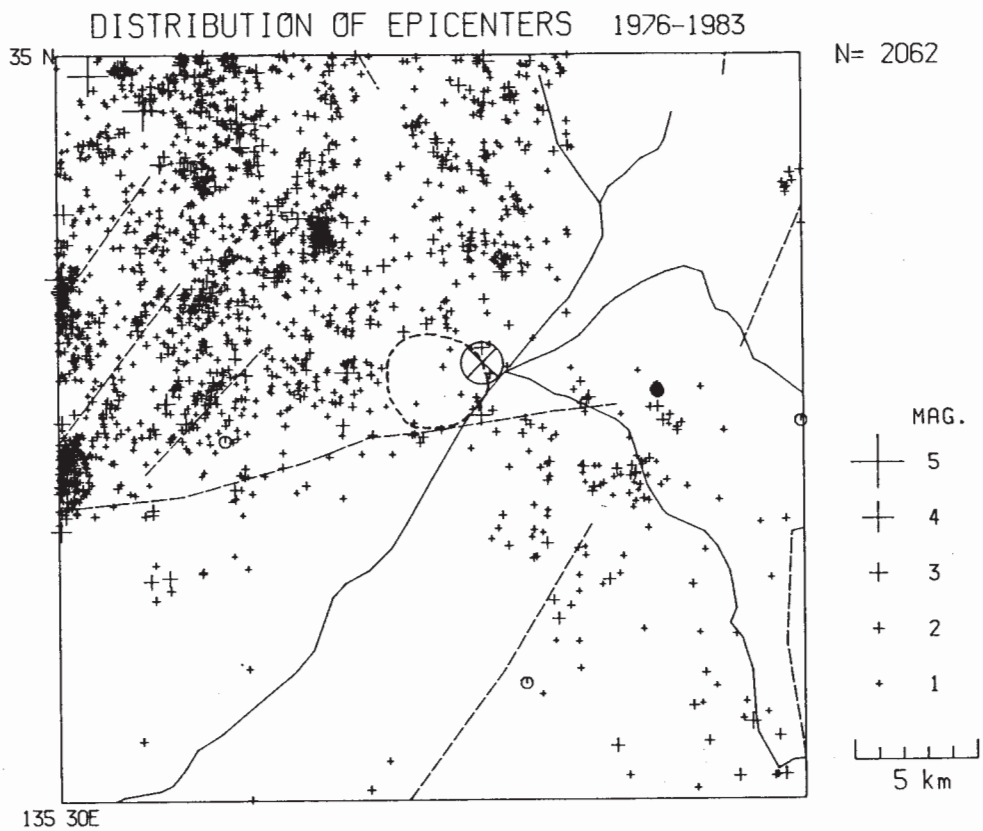 DISTRIBUTION OF EPICENTERS 1976-1983
35 N
N= 2062
MAG.
5
4
3
2
1
5 km
135 30E